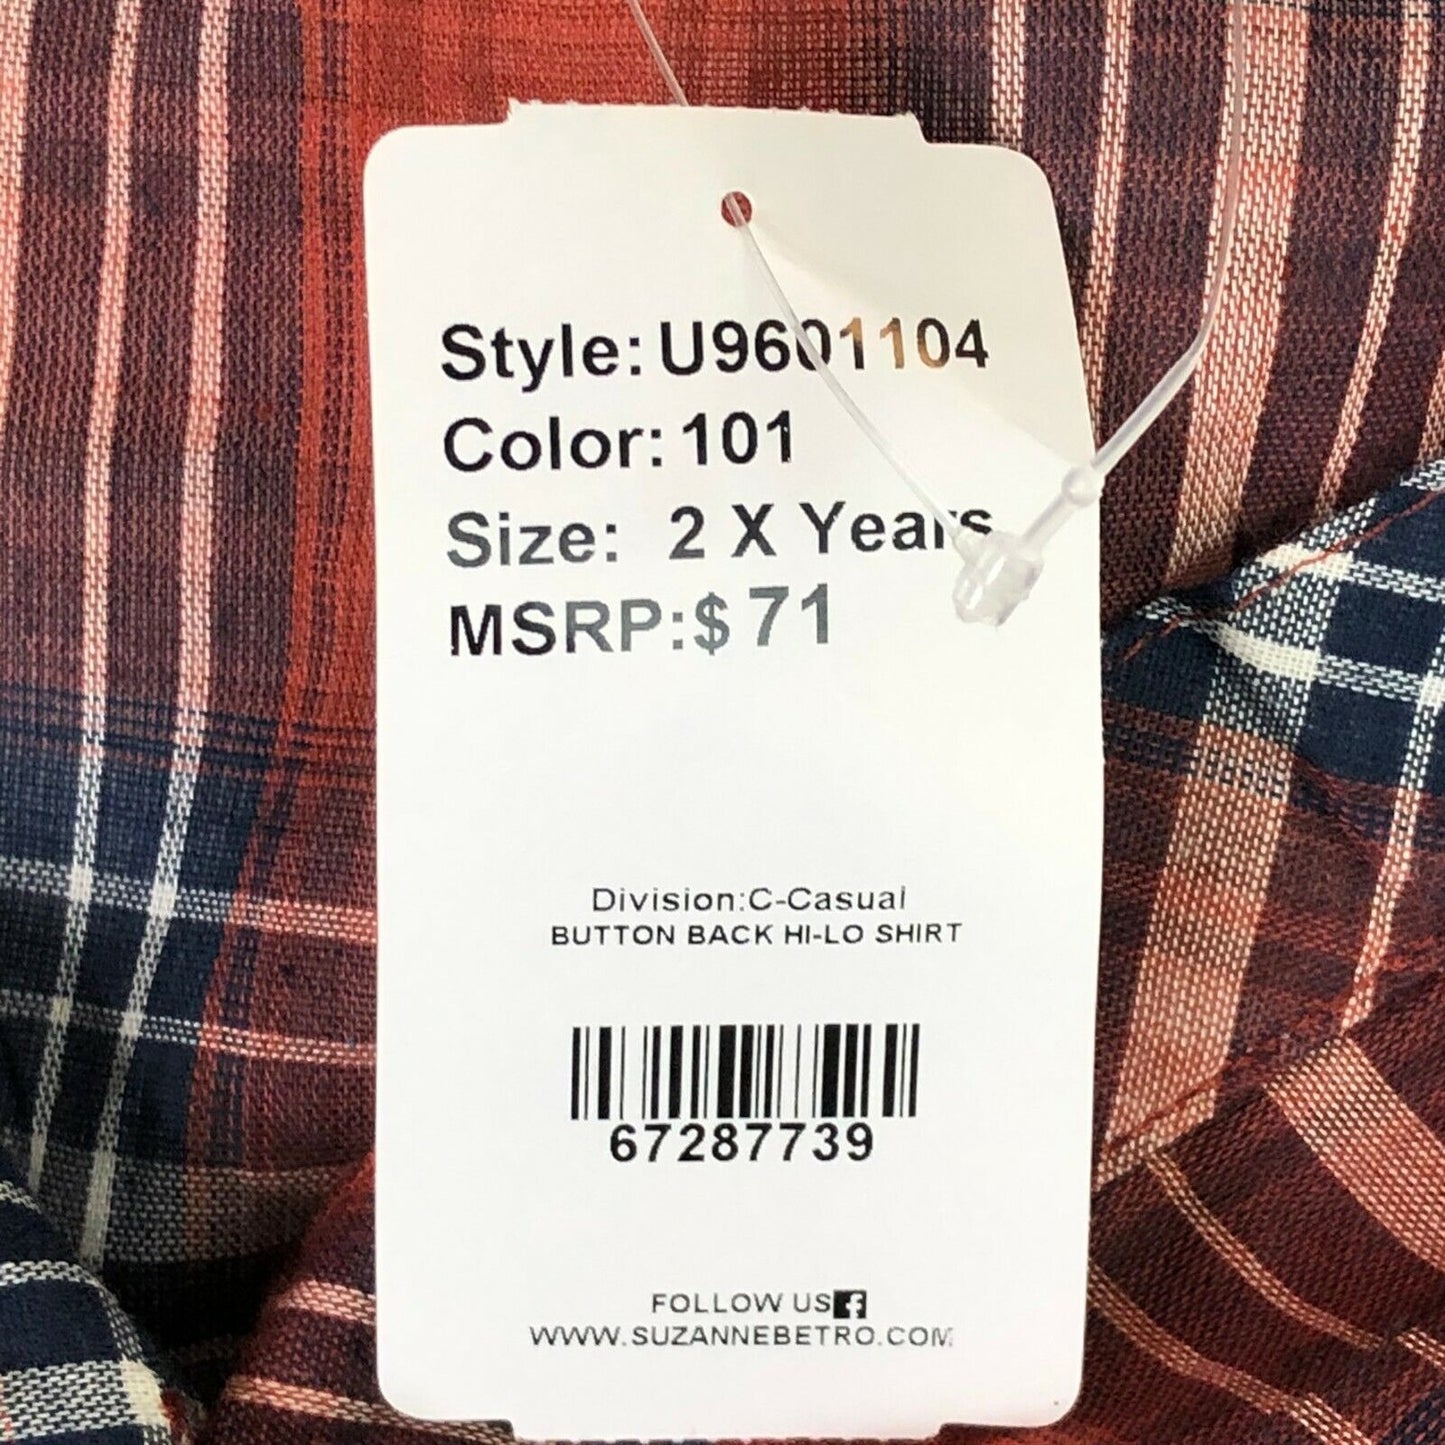 Style: U9601104
Color: 101
Size: 2 X Years
MSRP:$ 71
Division:C-Casual
BUTTON BACK HI-LO SHIRT
67287739
FOLLOW US f
WWW.SUZANNEBETRO.COM